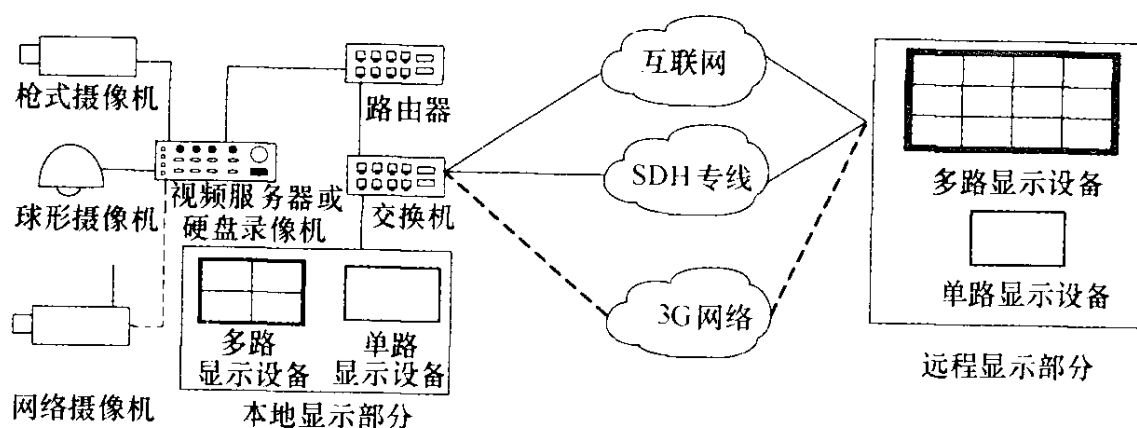 枪式摄像机
球形摄像机
网络摄像机
视频服务器或
硬盘录像机
路由器
交换机
多路
显示设备
单路
显示设备
本地显示部分
互联网
SDH专线
3G网络
多路显示设备
单路显示设备
远程显示部分